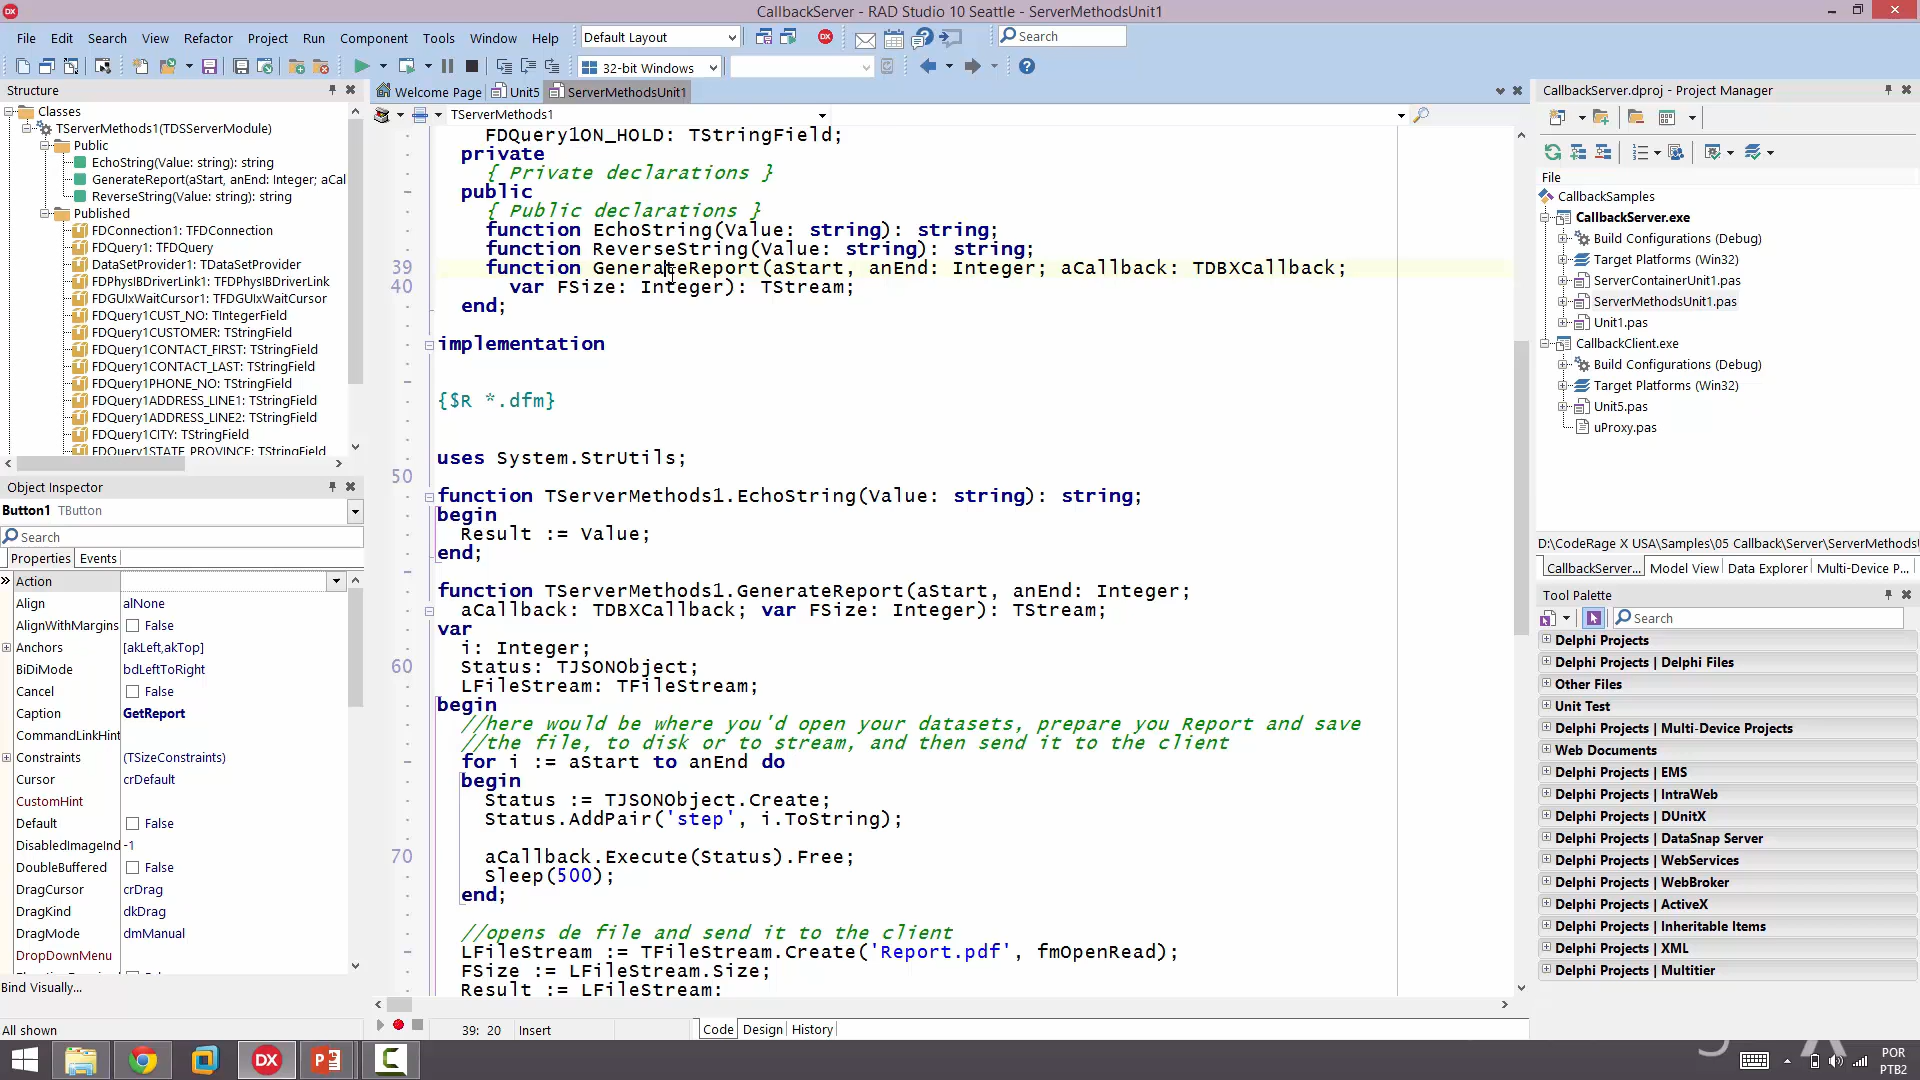 CallbackServer - RAD Studio 10 Seattle - ServerMethodsUnit1
File Edit Search View Refactor Project Run Component Tools Window Help Default Layout Search
32-bit Windows
Structure
Classes
TServerMethods1(TDSServerModule)
Public
EchoString(Value: string): string
GenerateReport(aStart, anEnd: Integer; aCal
ReverseString(Value: string): string
Published
FDConnection1: TFDConnection
FDQuery1: TFDQuery
DataSetProvider1: TDataSetProvider
FDPhysIBDriverLink1: TFDPhysIBDriverLink
FDGUIxWaitCursor1: TFDGUIxWaitCursor
FDQuery1CUST_NO: TIntegerField
FDQuery1CUSTOMER: TStringField
FDQuery1CONTACT_FIRST: TStringField
FDQuery1CONTACT_LAST: TStringField
FDQuery1PHONE_NO: TStringField
FDQuery1ADDRESS_LINE1: TStringField
FDQuery1ADDRESS_LINE2: TStringField
FDQuery1CITY: TStringField
FDQuery1STATE_PROVINCE: TStringField
Object Inspector
Button1 TButton
Search
Properties Events
Action
Align alNone
AlignWithMargins False
Anchors [akLeft,akTop]
BiDiMode bdLeftToRight
Cancel False
Caption GetReport
CommandLinkHint
Constraints (TSizeConstraints)
Cursor crDefault
CustomHint
Default False
DisabledImageInd -1
DoubleBuffered False
DragCursor crDrag
DragKind dkDrag
DragMode dmManual
DropDownMenu
Bind Visually...
All shown
Welcome Page Unit5 ServerMethodsUnit1
TServerMethods1
FDQuery1ON_HOLD: TStringField;
private
{ Private declarations }
public
{ Public declarations }
function EchoString(Value: string): string;
function ReverseString(Value: string): string;
39 function GenerateReport(aStart, anEnd: Integer; aCallback: TDBXCallback;
40 var FSize: Integer): TStream;
end;
implementation
{$R *.dfm}
uses System.StrUtils;
50
function TServerMethods1.EchoString(Value: string): string;
begin
Result := Value;
end;
function TServerMethods1.GenerateReport(aStart, anEnd: Integer;
aCallback: TDBXCallback; var FSize: Integer): TStream;
var
i: Integer;
60 Status: TJSONObject;
LFileStream: TFileStream;
begin
//here would be where you'd open your datasets, prepare you Report and save
//the file, to disk or to stream, and then send it to the client
for i := aStart to anEnd do
begin
Status := TJSONObject.Create;
Status.AddPair('step', i.ToString);
70 aCallback.Execute(Status).Free;
Sleep(500);
end;
//opens de file and send it to the client
LFileStream := TFileStream.Create('Report.pdf', fmOpenRead);
FSize := LFileStream.Size;
Result := LFileStream;
39: 20 Insert Code Design History
CallbackServer.dproj - Project Manager
File
CallbackSamples
CallbackServer.exe
Build Configurations (Debug)
Target Platforms (Win32)
ServerContainerUnit1.pas
ServerMethodsUnit1.pas
Unit1.pas
CallbackClient.exe
Build Configurations (Debug)
Target Platforms (Win32)
Unit5.pas
uProxy.pas
D:\CodeRage X USA\Samples\05 Callback\Server\ServerMethodsU
CallbackServer... Model View Data Explorer Multi-Device P...
Tool Palette
Search
Delphi Projects
Delphi Projects | Delphi Files
Other Files
Unit Test
Delphi Projects | Multi-Device Projects
Web Documents
Delphi Projects | EMS
Delphi Projects | IntraWeb
Delphi Projects | DUnitX
Delphi Projects | DataSnap Server
Delphi Projects | WebServices
Delphi Projects | WebBroker
Delphi Projects | ActiveX
Delphi Projects | Inheritable Items
Delphi Projects | XML
Delphi Projects | Multitier
POR
PTB2